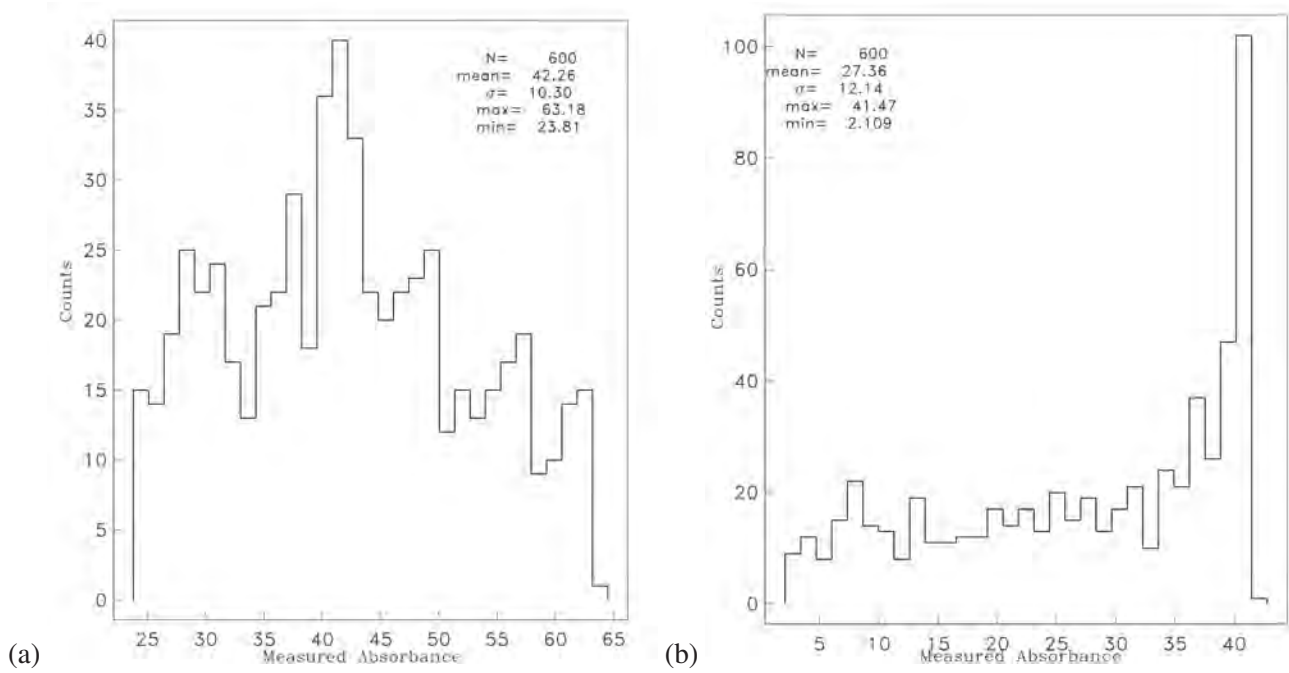 40
35
30
25
20
15
10
5
0
Counts
N= 600
mean= 42.26
σ= 10.30
max= 63.18
min= 23.81
25 30 35 40 45 50 55 60 65
Measured Absorbance
(a)
100
80
60
40
20
0
Counts
N= 600
mean= 27.36
σ= 12.14
max= 41.47
min= 2.109
5 10 15 20 25 30 35 40
Measured Absorbance
(b)